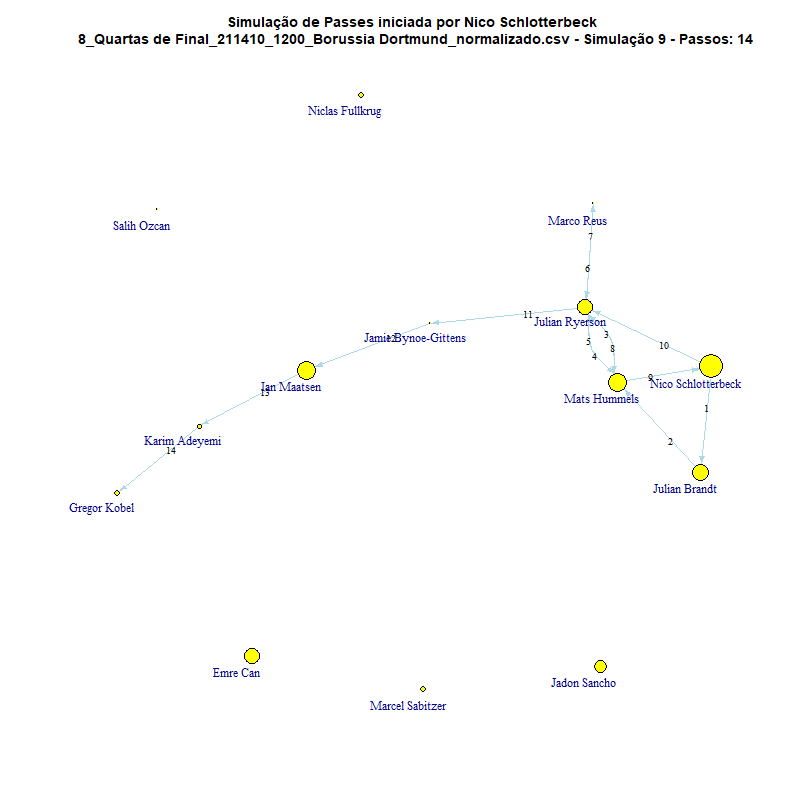 Simulação de Passes iniciada por Nico Schlotterbeck
8_Quartas de Final_211410_1200_Borussia Dortmund_normalizado.csv - Simulação 9 - Passos: 14
Niclas Fullkrug
Salih Ozcan
Marco Reus
7
6
11
Julian Ryerson
3
Jamie Bynoe-Gittens
12
5
8
10
4
9
Nico Schlotterbeck
Ian Maatsen
13
Mats Hummels
1
Karim Adeyemi
2
14
Julian Brandt
Gregor Kobel
Emre Can
Jadon Sancho
Marcel Sabitzer